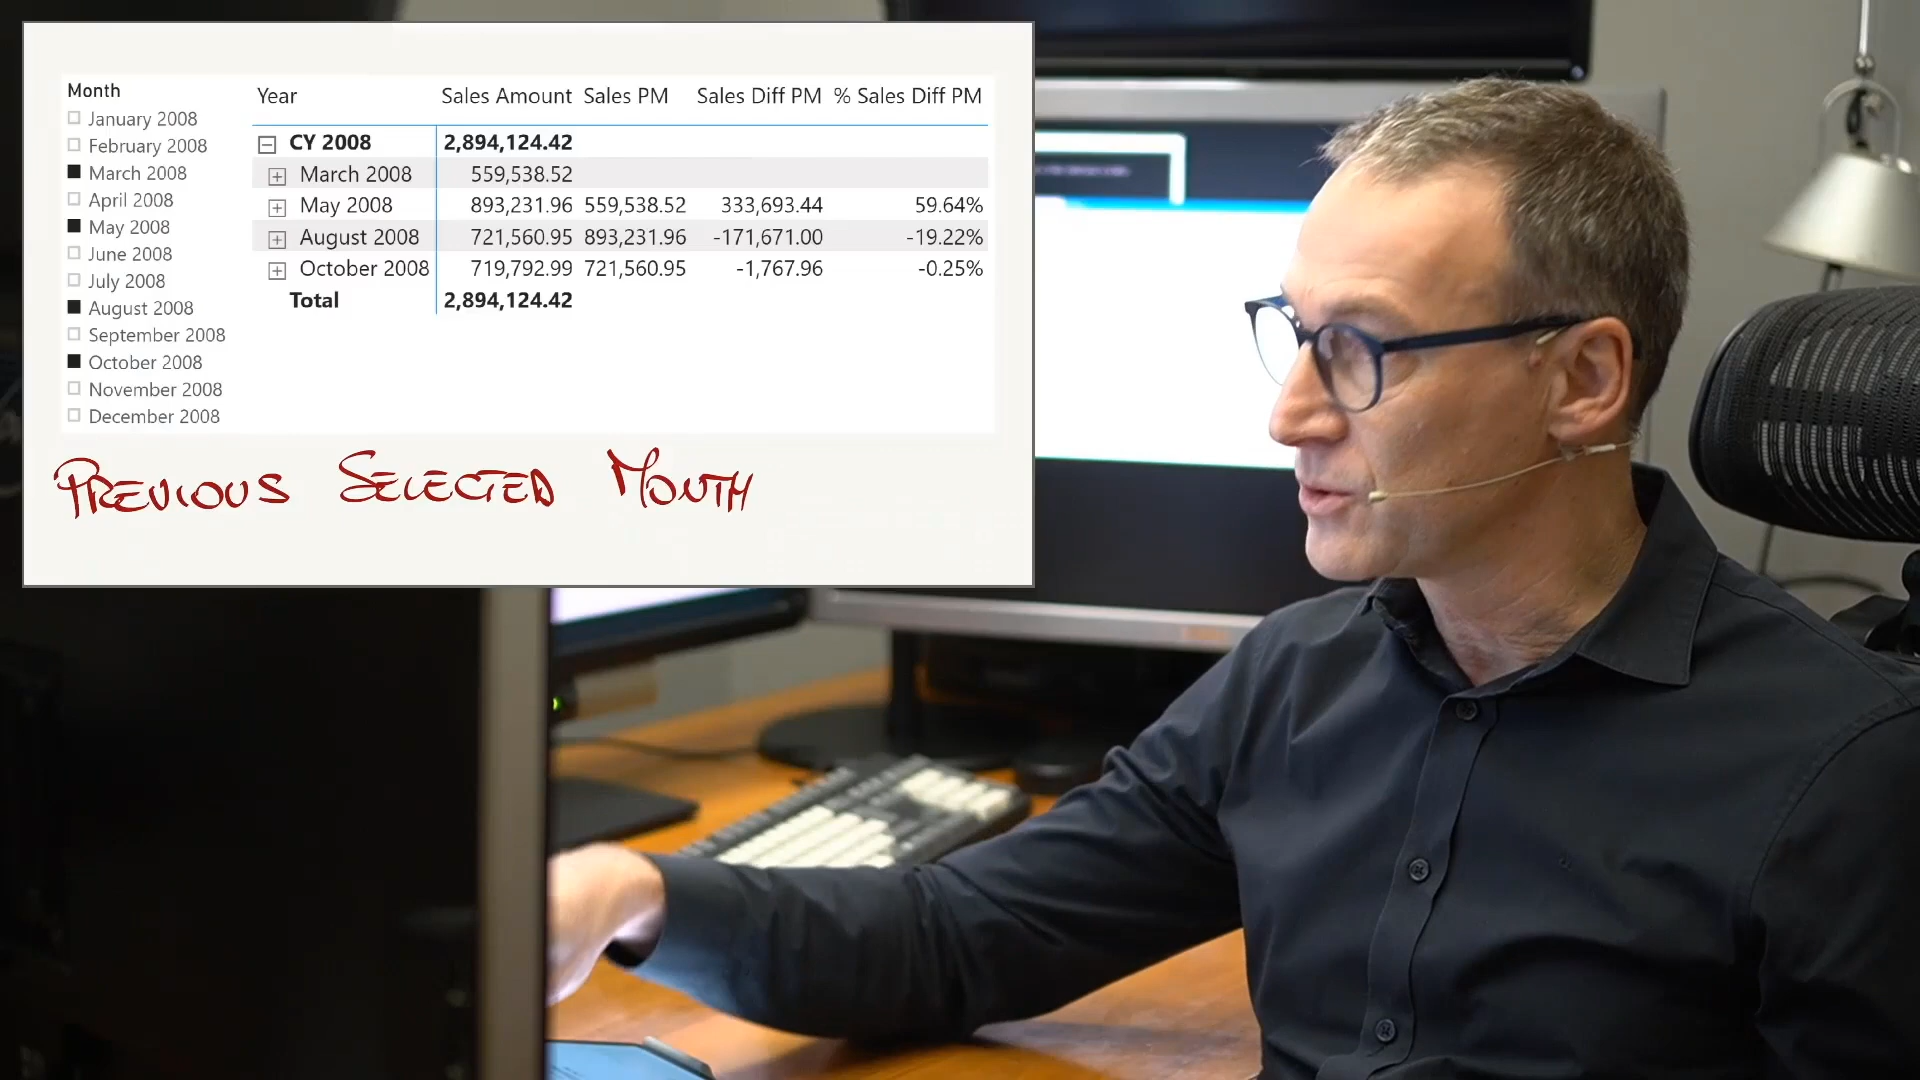 Month
January 2008
February 2008
March 2008
April 2008
May 2008
June 2008
July 2008
August 2008
September 2008
October 2008
November 2008
December 2008
Year Sales Amount Sales PM Sales Diff PM % Sales Diff PM
CY 2008 2,894,124.42
March 2008 559,538.52
May 2008 893,231.96 559,538.52 333,693.44 59.64%
August 2008 721,560.95 893,231.96 -171,671.00 -19.22%
October 2008 719,792.99 721,560.95 -1,767.96 -0.25%
Total 2,894,124.42
PREVIOUS SELECTED MONTH